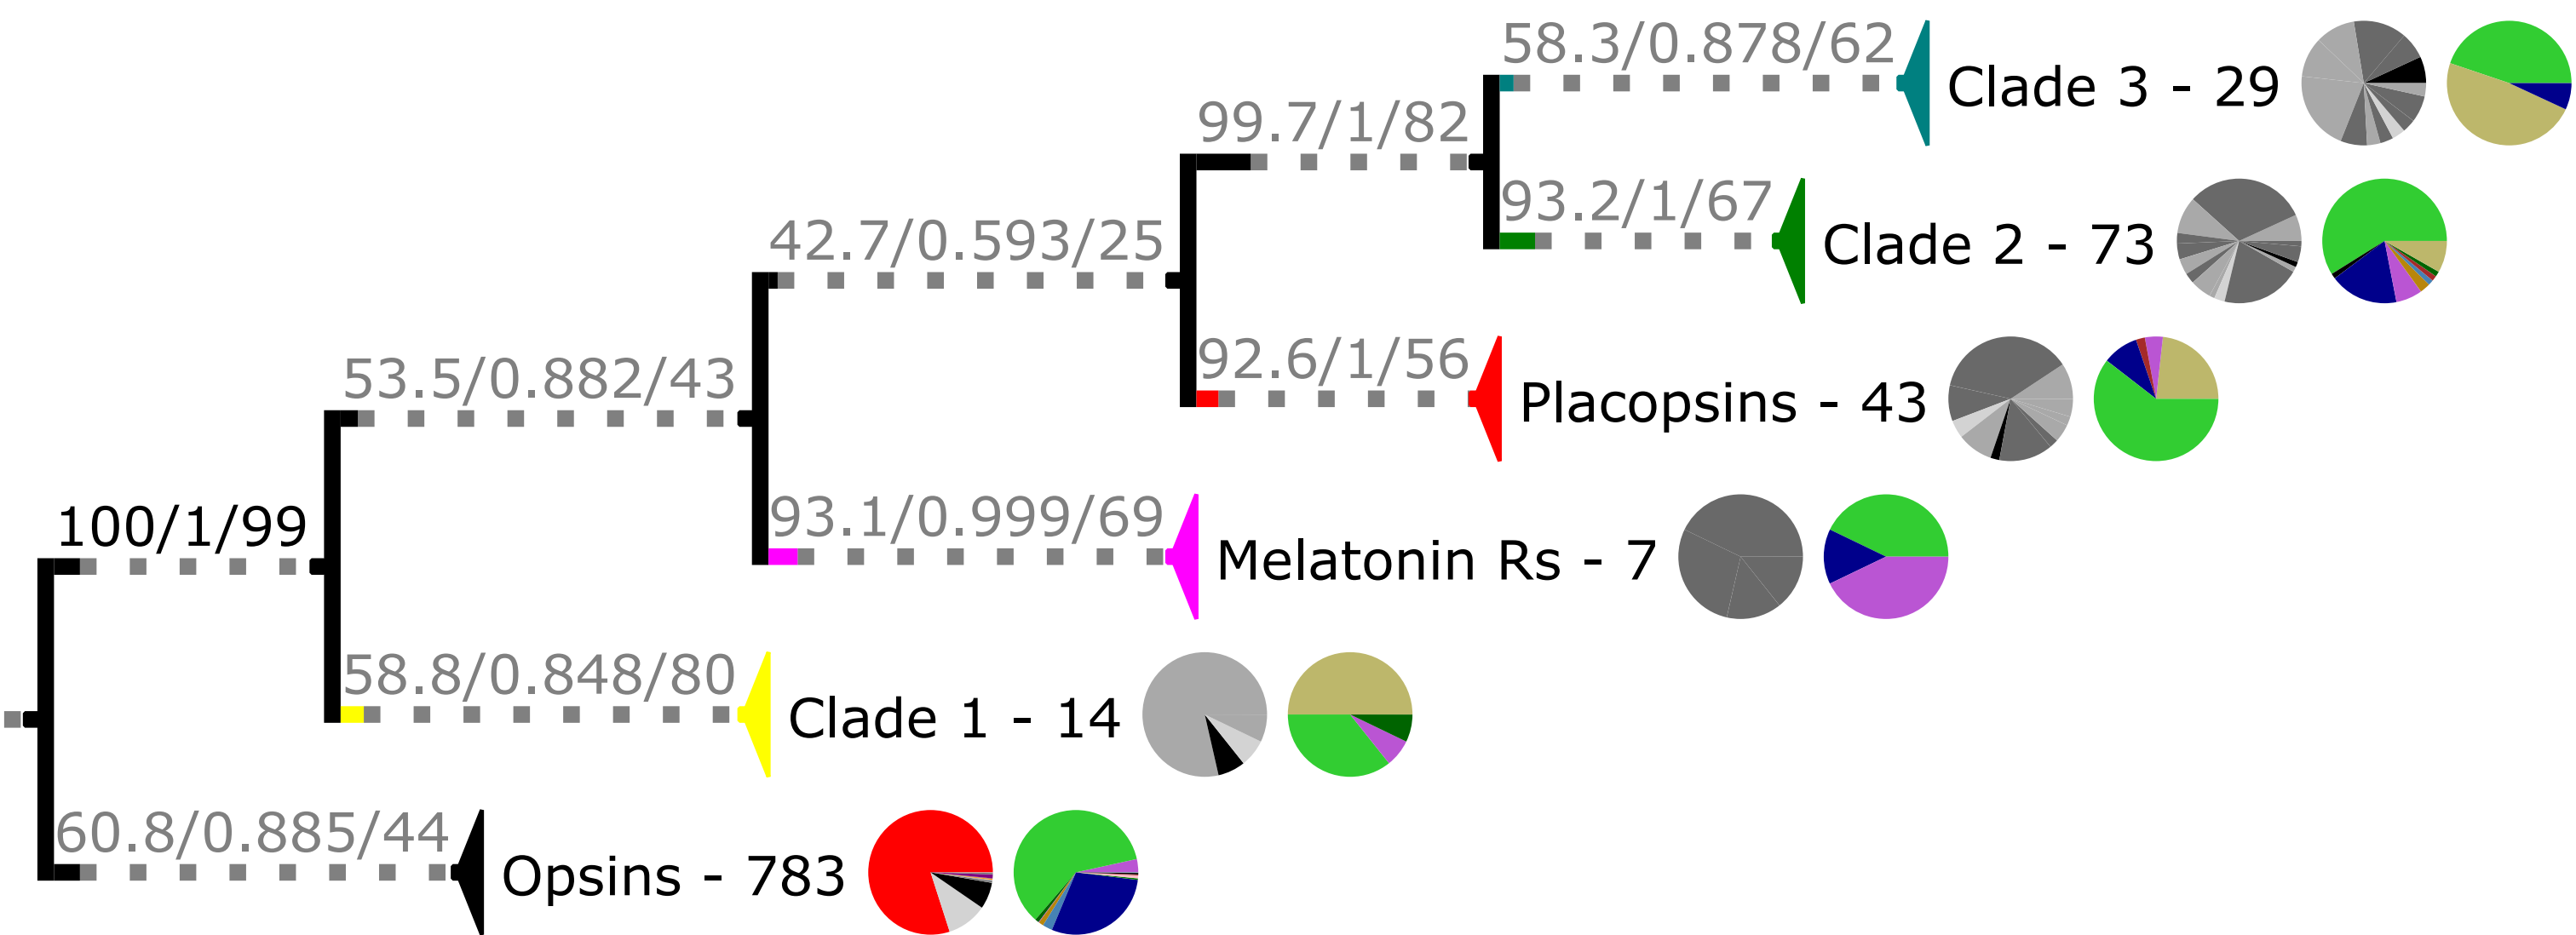 58.3/0.878/62
Clade 3 - 29
99.7/1/82
93.2/1/67
Clade 2 - 73
42.7/0.593/25
92.6/1/56
Placopsins - 43
53.5/0.882/43
93.1/0.999/69
Melatonin Rs - 7
100/1/99
58.8/0.848/80
Clade 1 - 14
60.8/0.885/44
Opsins - 783